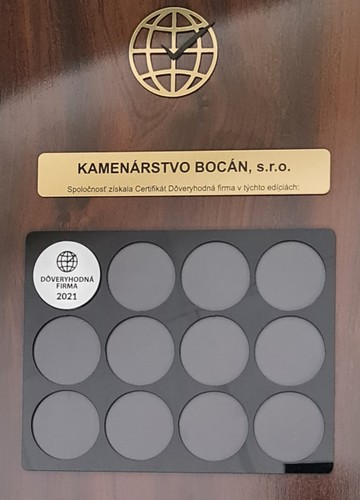 KAMENÁRSTVO BOCÁN, s.r.o.
Spoločnosť získala Certifikát Dôveryhodná firma v týchto edíciách:
DÔVERYHODNÁ
FIRMA
2021